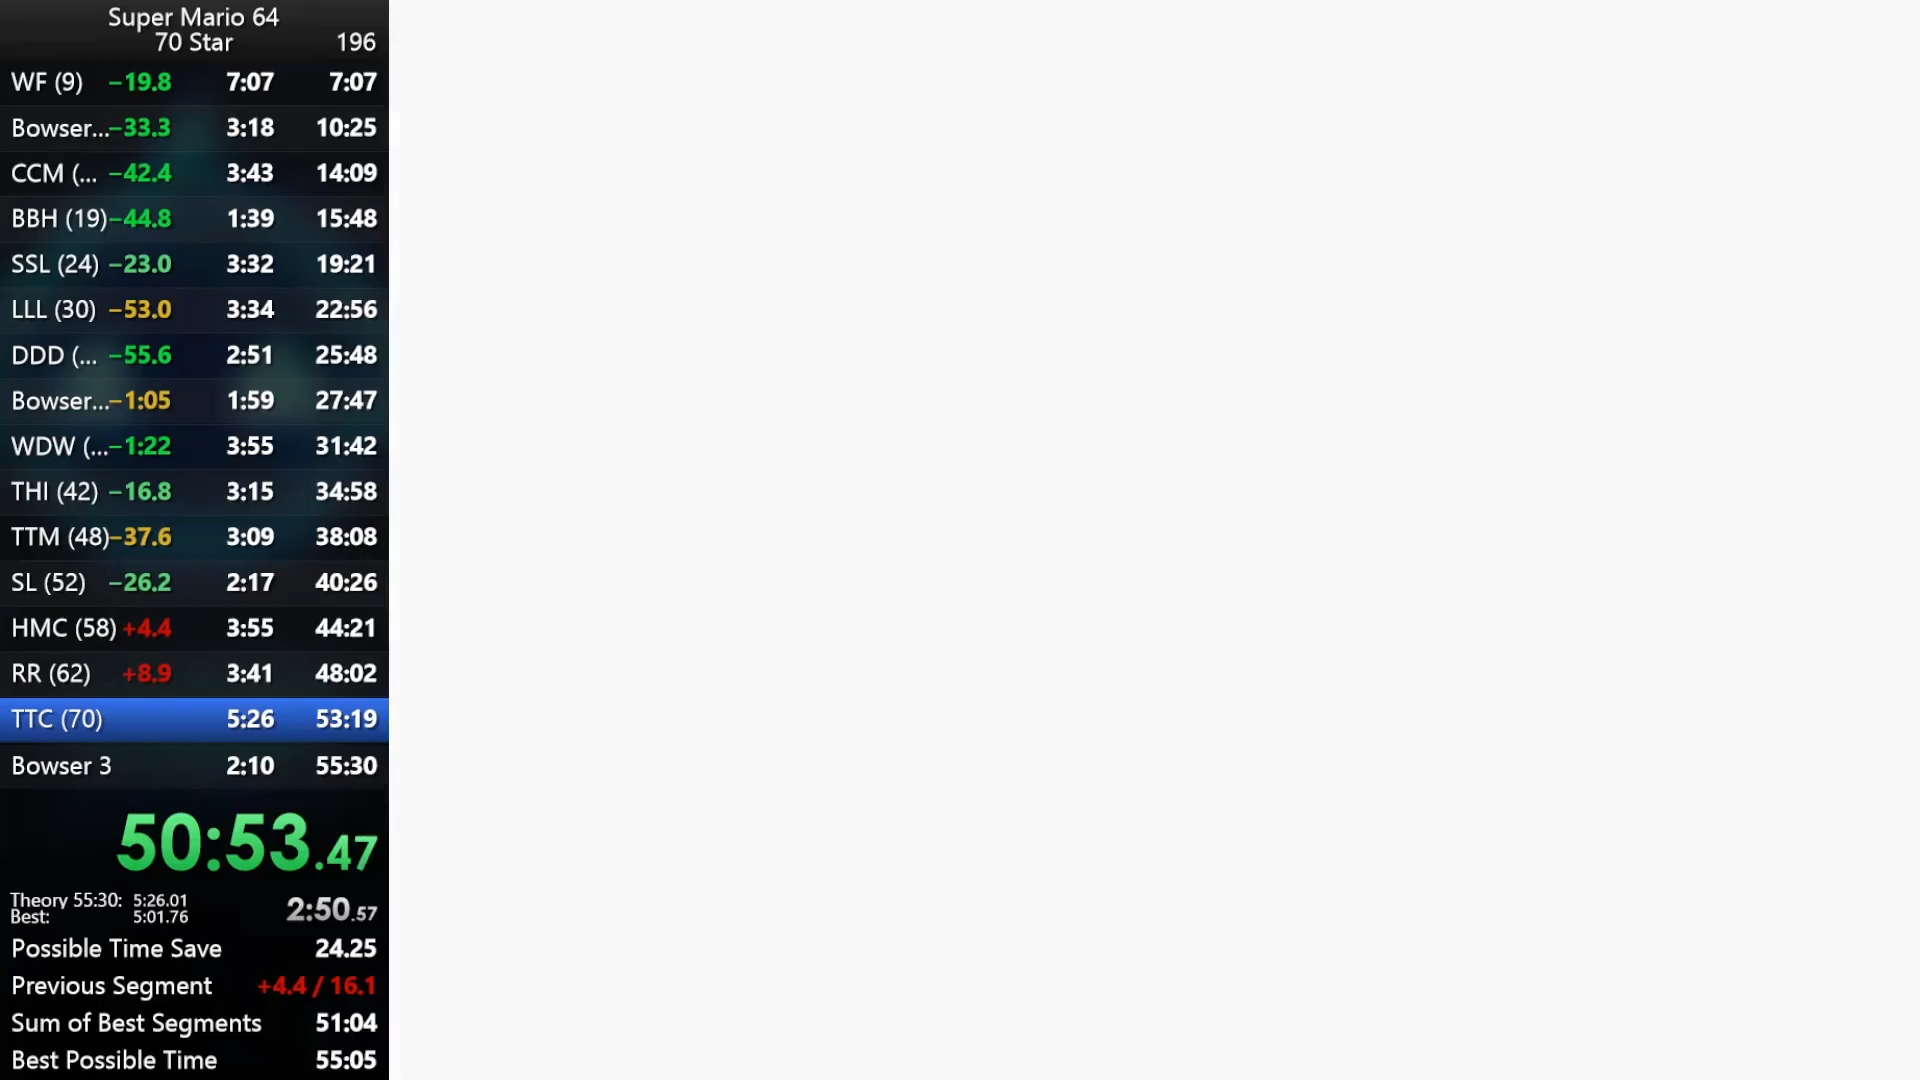 Super Mario 64
70 Star 196
WF (9) −19.8 7:07 7:07
Bowser...−33.3 3:18 10:25
CCM (... −42.4 3:43 14:09
BBH (19)−44.8 1:39 15:48
SSL (24) −23.0 3:32 19:21
LLL (30) −53.0 3:34 22:56
DDD (... −55.6 2:51 25:48
Bowser...−1:05 1:59 27:47
WDW (...−1:22 3:55 31:42
THI (42) −16.8 3:15 34:58
TTM (48)−37.6 3:09 38:08
SL (52) −26.2 2:17 40:26
HMC (58) +4.4 3:55 44:21
RR (62) +8.9 3:41 48:02
TTC (70) 5:26 53:19
Bowser 3 2:10 55:30
50:53.47
Theory 55:30: 5:26.01
Best: 5:01.76
2:50.57
Possible Time Save 24.25
Previous Segment +4.4 / 16.1
Sum of Best Segments 51:04
Best Possible Time 55:05